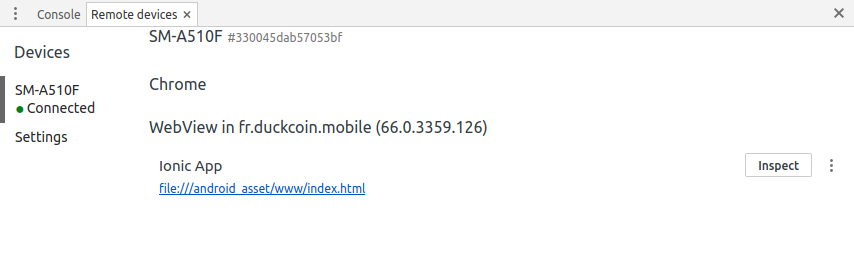 Console Remote devices
SM-A510F #330045dab57053bf
Devices
Chrome
SM-A510F
Connected
WebView in fr.duckcoin.mobile (66.0.3359.126)
Settings
Ionic App
Inspect
file:///android_asset/www/index.html